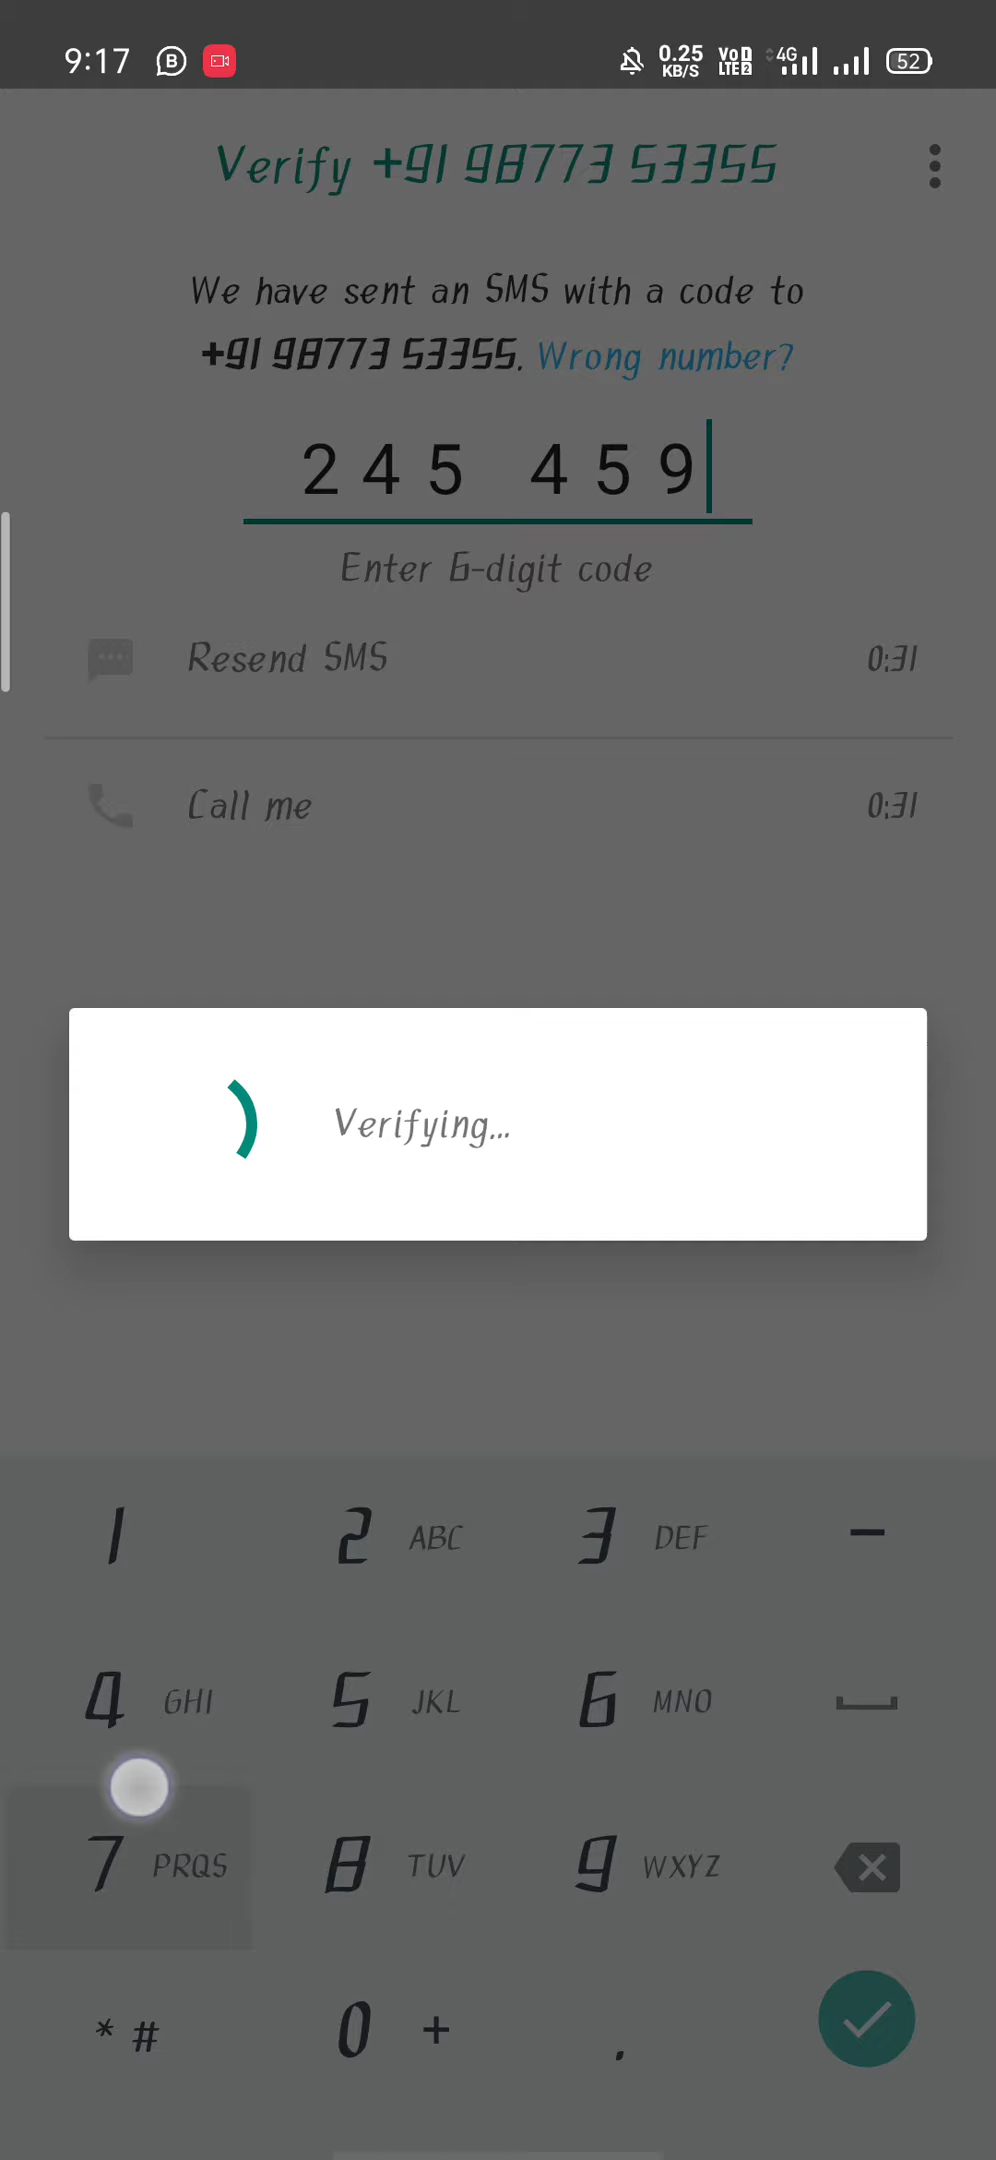 9:17 B 0.25 KB/S Vo 1 LTE 2 4G 52
Verify +91 98773 53355
We have sent an SMS with a code to
+91 98773 53355. Wrong number?
245 459
Enter 6-digit code
Resend SMS 0:31
Call me 0:31
Verifying...
1 2 ABC 3 DEF –
4 GHI 5 JKL 6 MNO
7 PRQS 8 TUV 9 WXYZ
* # 0 + .